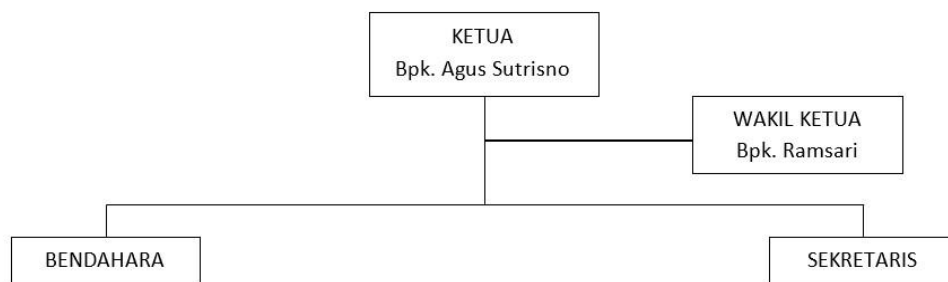 KETUA
Bpk. Agus Sutrisno
WAKIL KETUA
Bpk. Ramsari
BENDAHARA
SEKRETARIS